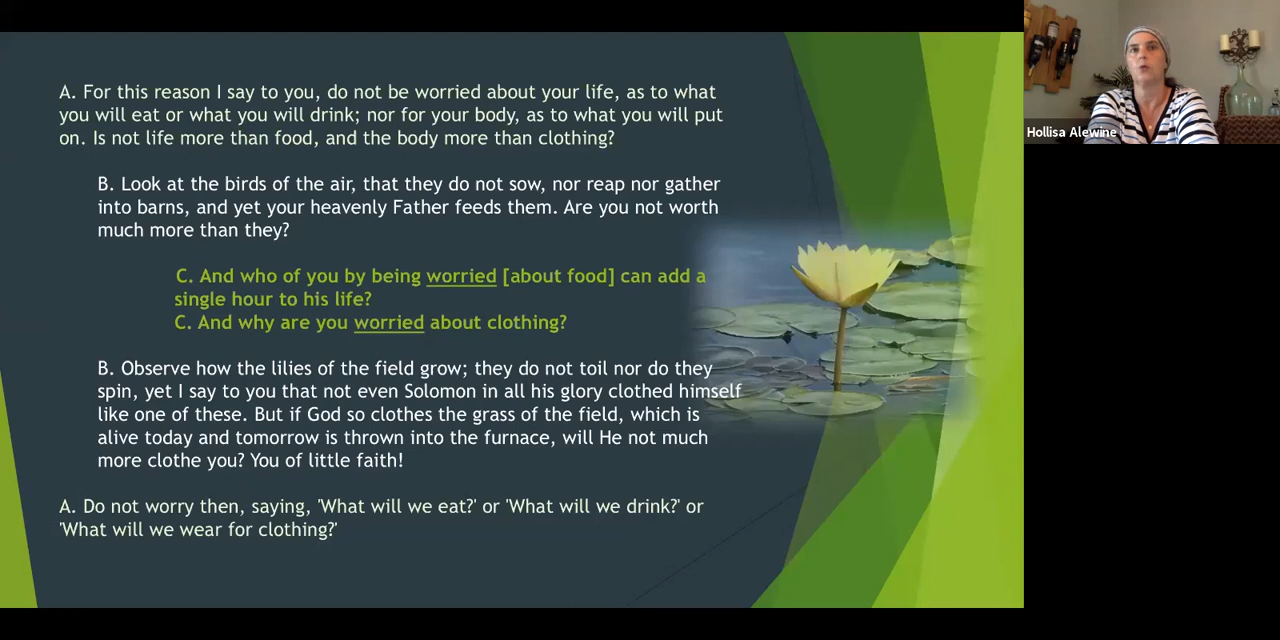 A. For this reason I say to you, do not be worried about your life, as to what
you will eat or what you will drink; nor for your body, as to what you will put
on. Is not life more than food, and the body more than clothing?
B. Look at the birds of the air, that they do not sow, nor reap nor gather
into barns, and yet your heavenly Father feeds them. Are you not worth
much more than they?
C. And who of you by being worried [about food] can add a
single hour to his life?
C. And why are you worried about clothing?
B. Observe how the lilies of the field grow; they do not toil nor do they
spin, yet I say to you that not even Solomon in all his glory clothed himself
like one of these. But if God so clothes the grass of the field, which is
alive today and tomorrow is thrown into the furnace, will He not much
more clothe you? You of little faith!
A. Do not worry then, saying, 'What will we eat?' or 'What will we drink?' or
'What will we wear for clothing?'
Hollisa Alewine